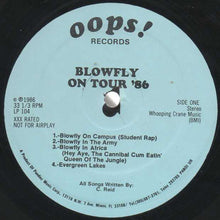 oops!
RECORDS
BLOWFLY
ON TOUR '86
℗©1986
33 1/3 RPM
LP 104
XXX RATED
NOT FOR AIRPLAY
SIDE ONE
Stereo
Whooping Crane Music
(BMI)
1.-Blowfly On Campus (Student Rap)
2.-Blowfly In The Army
3.-Blowfly In Africa
(Hey Aye, The Cannibal Cum Eatin'
Queen Of The Jungle)
4.-Evergreen Lakes
All Songs Written By:
C. Reid